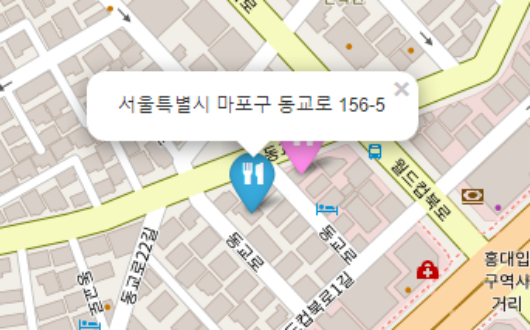 서울특별시 마포구 동교로 156-5
×
월드컵북로
동교로22길
동교로
동교로
홍대입
구역사
거리